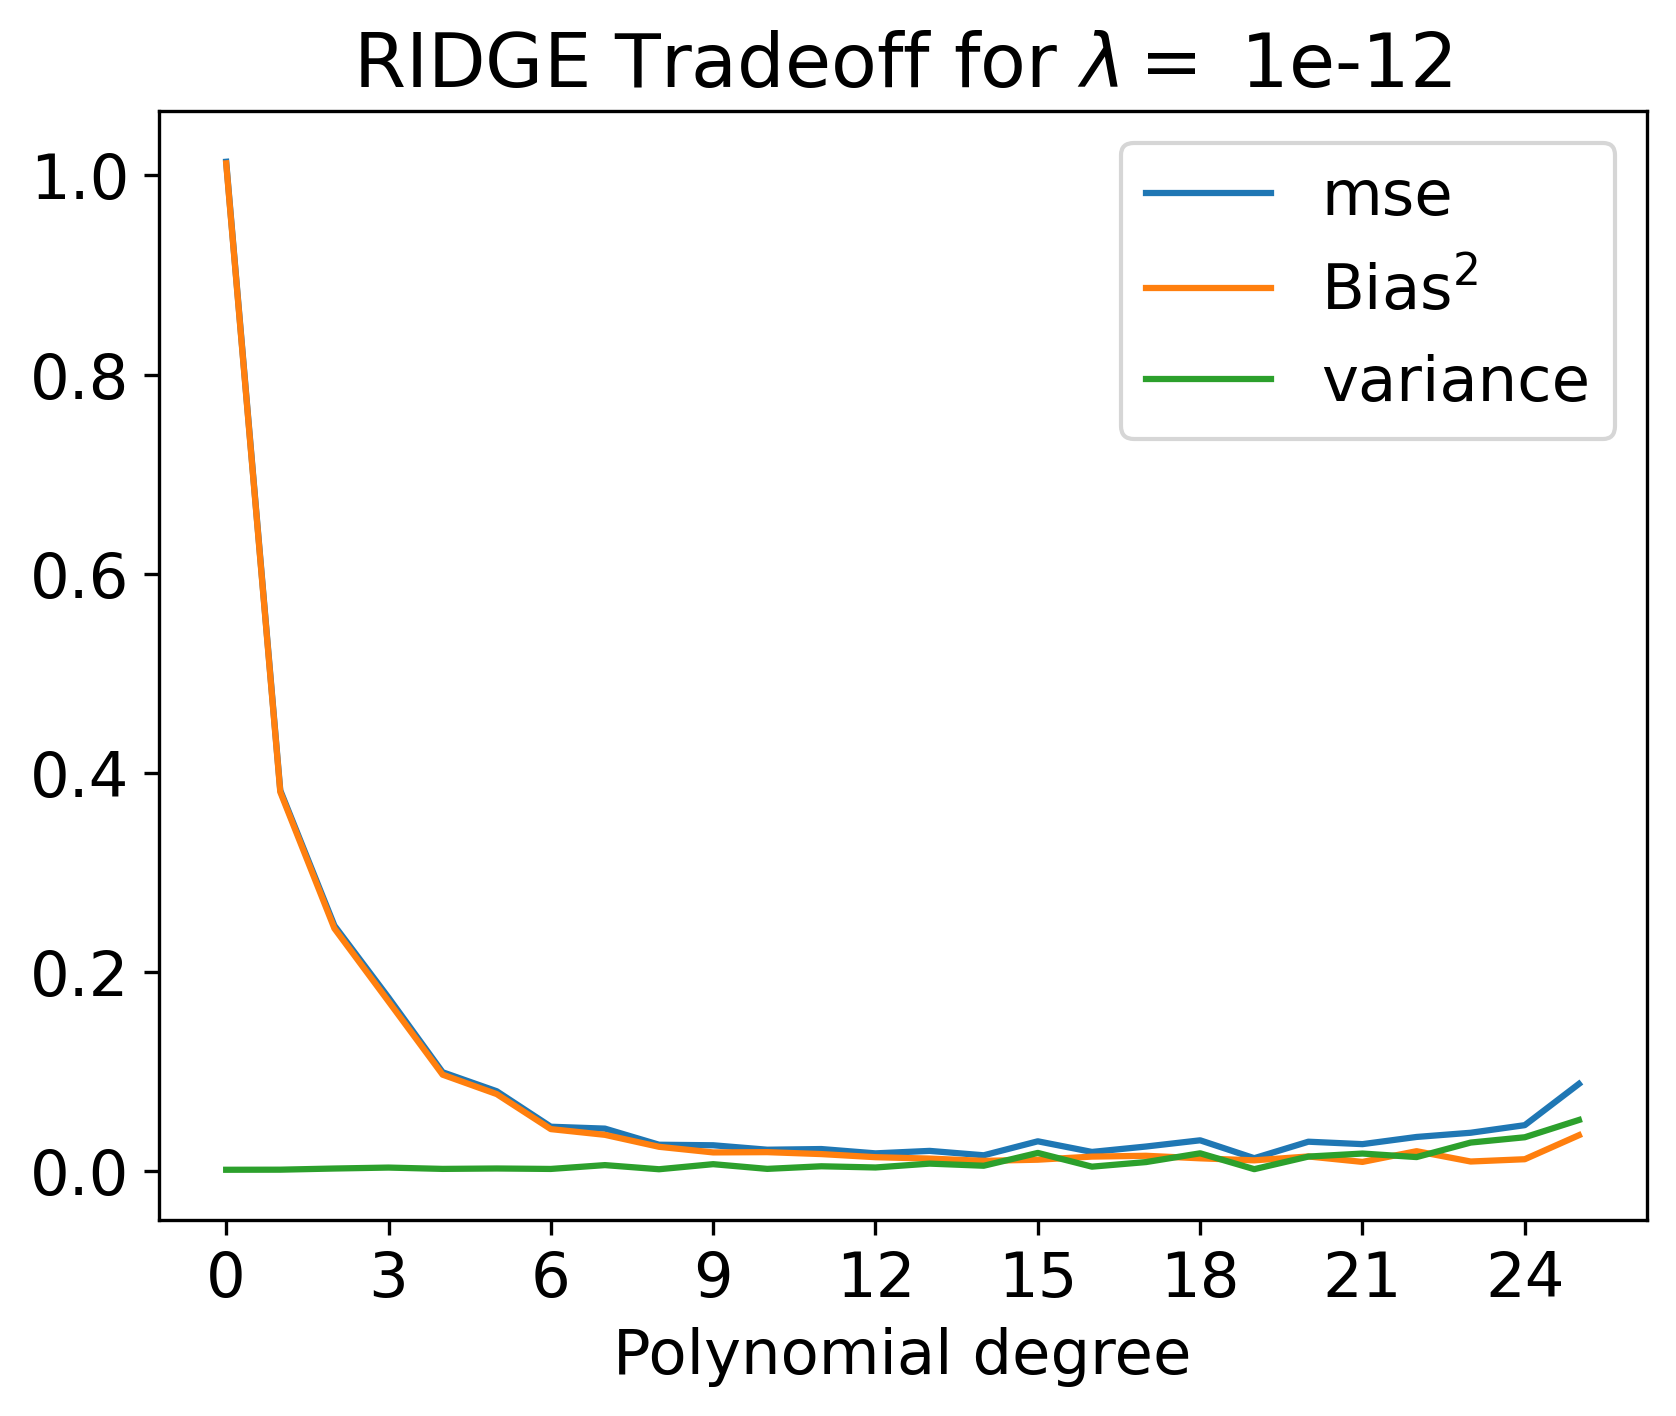 RIDGE Tradeoff for λ = 1e-12
1.0
0.8
0.6
0.4
0.2
0.0
mse
Bias²
variance
0 3 6 9 12 15 18 21 24
Polynomial degree